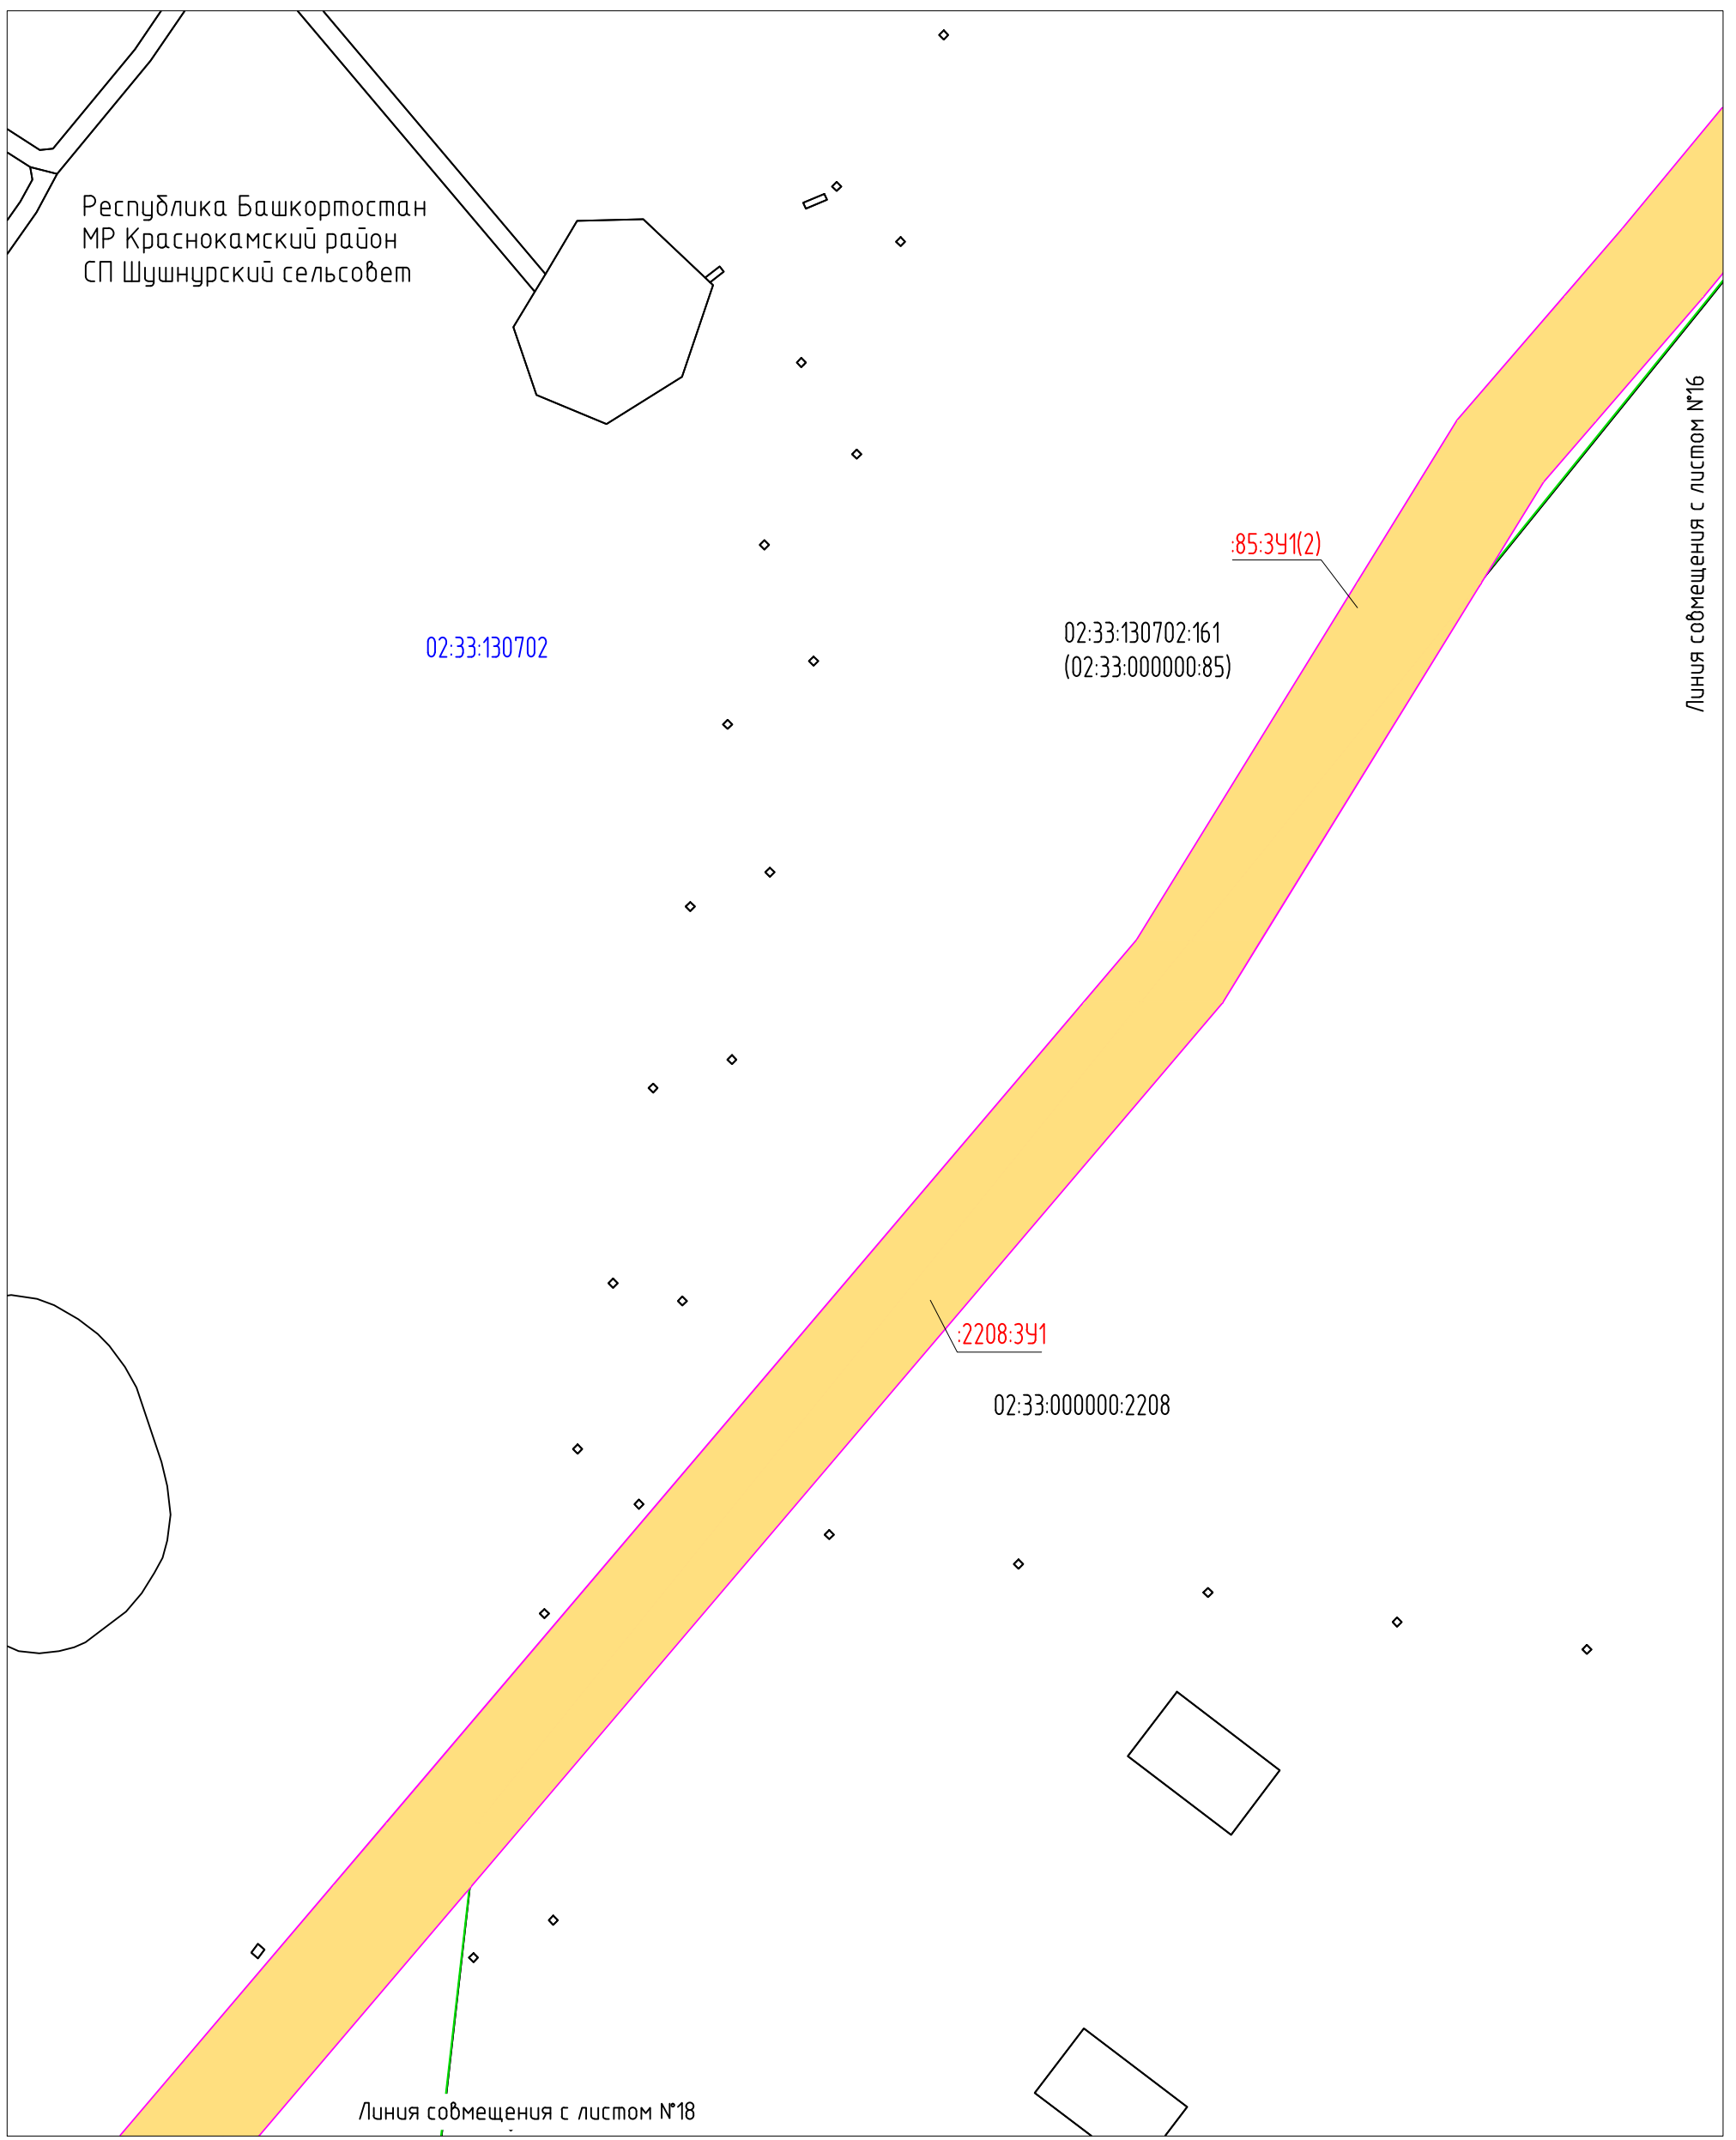 Республика Башкортостан
МР Краснокамский район
СП Шушнурский сельсовет
Линия совмещения с листом №16
:85:ЗУ1(2)
02:33:130702:161
(02:33:000000:85)
02:33:130702
:2208:ЗУ1
02:33:000000:2208
Линия совмещения с листом №18